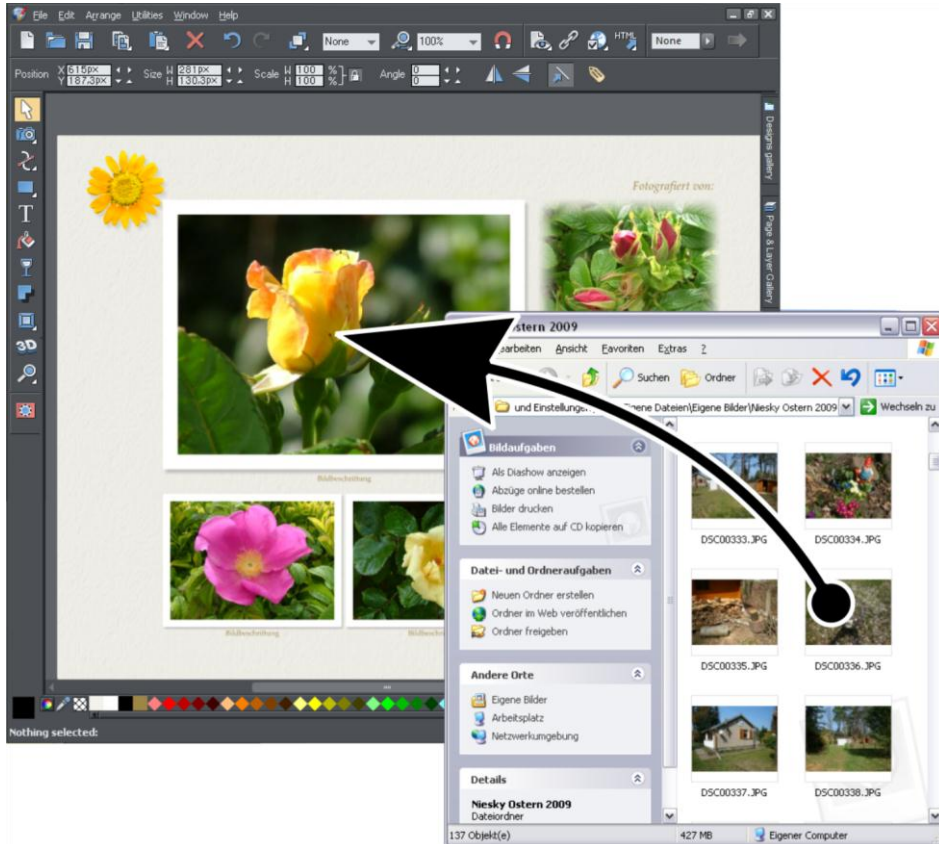 File Edit Arrange Utilities Window Help
None 100% HTML None
Position X 615px Size W 281px Scale W 100 % Angle 0
Y 187,3px H 130,3px H 100 % 0
Designs gallery
Page & Layer Gallery
T
3D
Fotografiert von:
Bildbeschriftung
Bildbeschriftung
Nothing selected:
Ostern 2009
Bearbeiten Ansicht Favoriten Extras ?
Suchen Ordner
und Einstellungen Eigene Dateien\Eigene Bilder\Niesky Ostern 2009 Wechseln zu
Bildaufgaben
Als Diashow anzeigen
Abzüge online bestellen
Bilder drucken
Alle Elemente auf CD kopieren
Datei- und Ordneraufgaben
Neuen Ordner erstellen
Ordner im Web veröffentlichen
Ordner freigeben
Andere Orte
Eigene Bilder
Arbeitsplatz
Netzwerkumgebung
Details
Niesky Ostern 2009
Dateiordner
DSC00333.JPG DSC00334.JPG
DSC00335.JPG DSC00336.JPG
DSC00337.JPG DSC00338.JPG
137 Objekt(e) 427 MB Eigener Computer